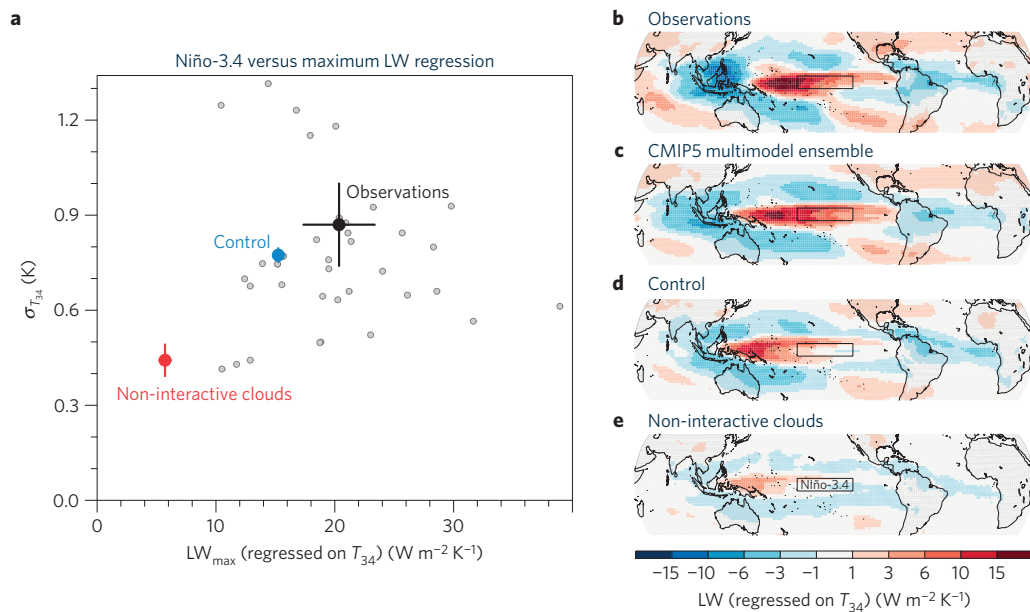 a
Niño-3.4 versus maximum LW regression
1.2
0.9
0.6
0.3
0.0
σT34 (K)
Observations
Control
Non-interactive clouds
0 10 20 30
LWmax (regressed on T34) (W m−2 K−1)
b Observations
c CMIP5 multimodel ensemble
d Control
e Non-interactive clouds
Niño-3.4
−15 −10 −6 −3 −1 1 3 6 10 15
LW (regressed on T34) (W m−2 K−1)